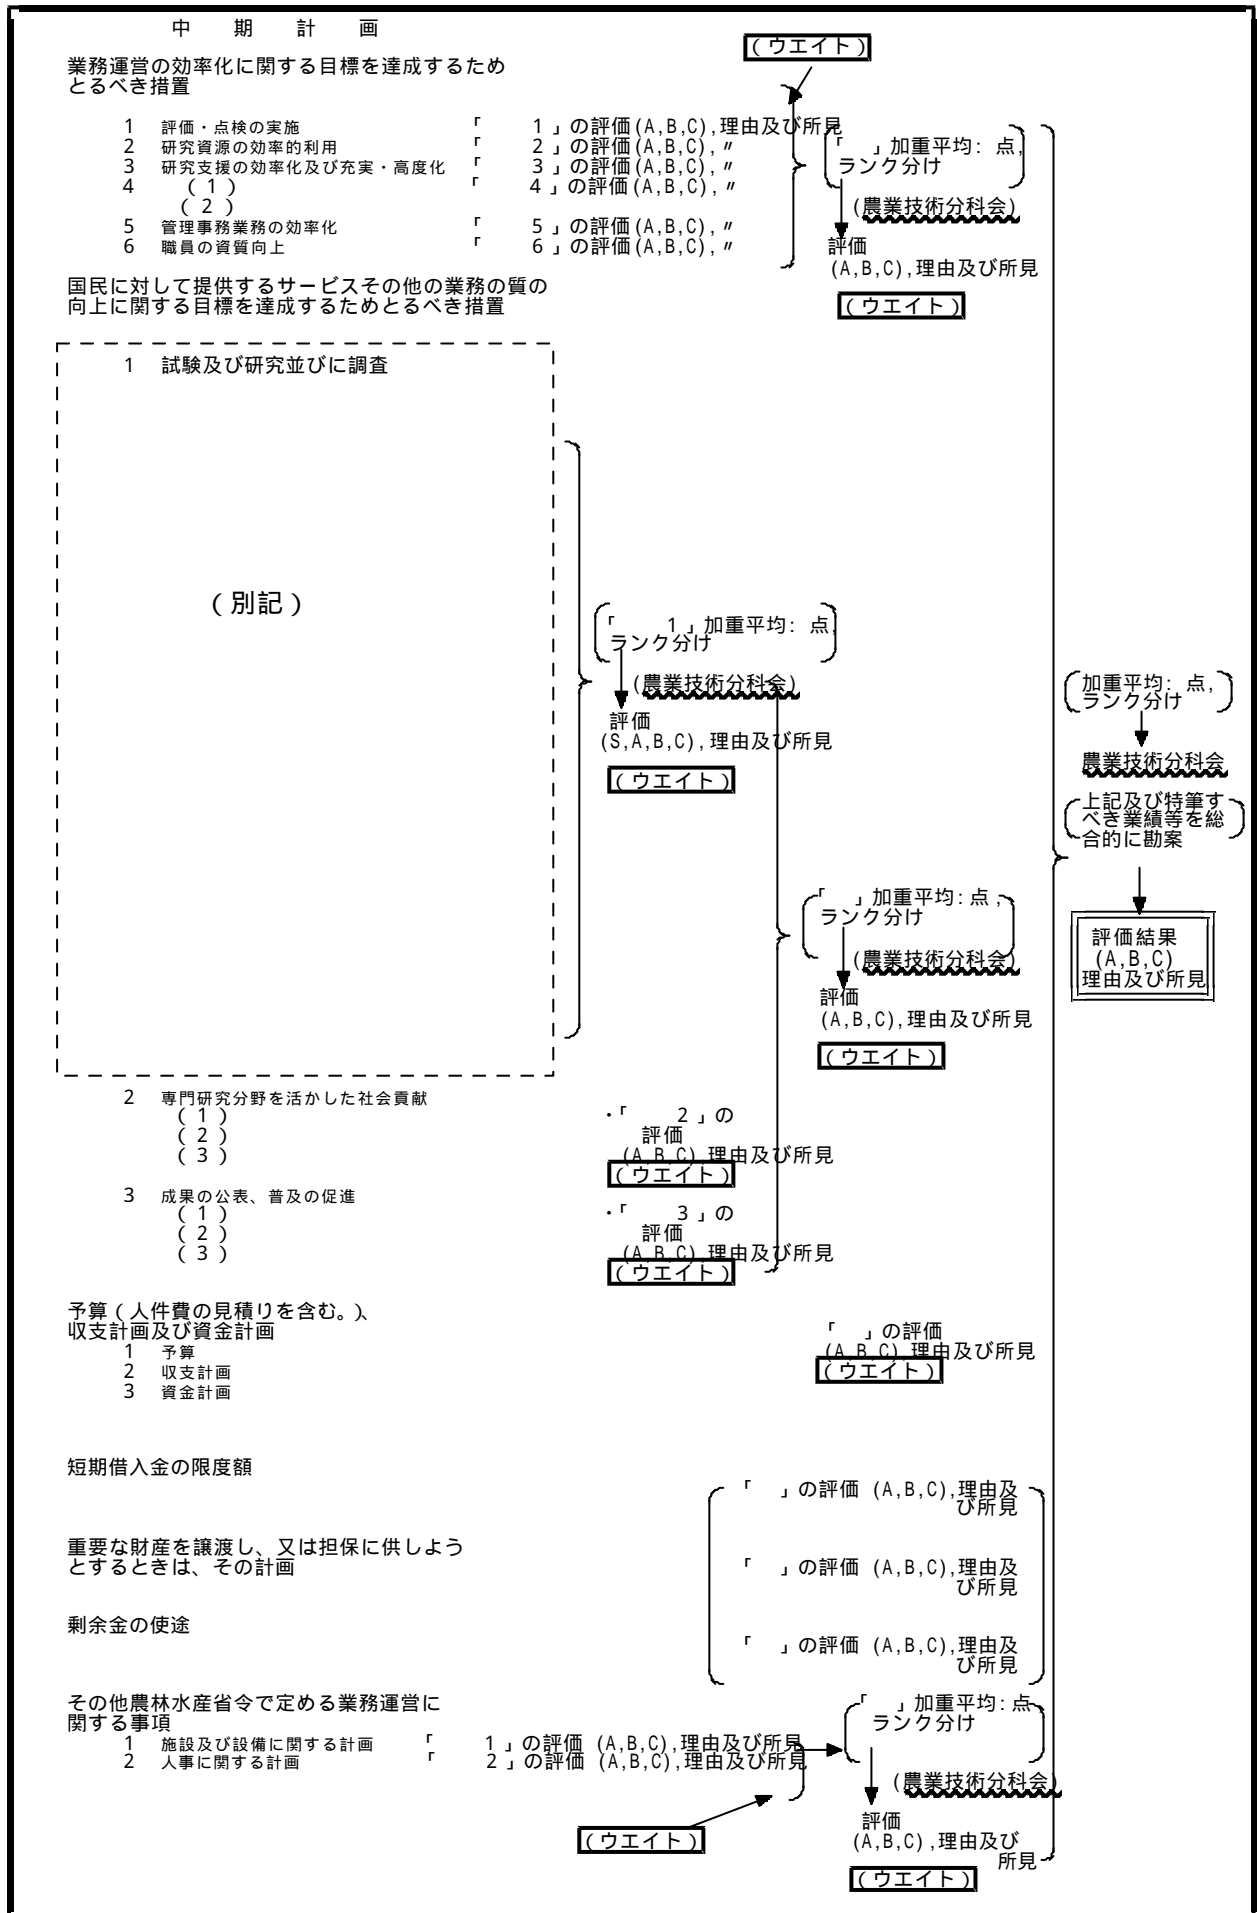 中 期 計 画
(ウエイト)
業務運営の効率化に関する目標を達成するため
とるべき措置
1 評価・点検の実施 「 1」の評価(A,B,C),理由及び所見
2 研究資源の効率的利用 「 2」の評価(A,B,C),〃
3 研究支援の効率化及び充実・高度化 「 3」の評価(A,B,C),〃
4 (1) 「 4」の評価(A,B,C),〃
(2)
5 管理事務業務の効率化 「 5」の評価(A,B,C),〃
6 職員の資質向上 「 6」の評価(A,B,C),〃
「 」加重平均: 点,
ランク分け
(農業技術分科会)
評価
(A,B,C),理由及び所見
(ウエイト)
国民に対して提供するサービスその他の業務の質の
向上に関する目標を達成するためとるべき措置
1 試験及び研究並びに調査
(別記)
「 1」加重平均: 点,
ランク分け
(農業技術分科会)
評価
(S,A,B,C),理由及び所見
(ウエイト)
「 」加重平均:点,
ランク分け
(農業技術分科会)
評価
(A,B,C),理由及び所見
(ウエイト)
加重平均: 点,
ランク分け
農業技術分科会
上記及び特筆す
べき業績等を総
合的に勘案
評価結果
(A,B,C)
理由及び所見
2 専門研究分野を活かした社会貢献
(1)
(2)
(3)
・「 2」の
評価
(A,B,C),理由及び所見
(ウエイト)
3 成果の公表、普及の促進
(1)
(2)
(3)
・「 3」の
評価
(A,B,C),理由及び所見
(ウエイト)
予算(人件費の見積りを含む。)、
収支計画及び資金計画
1 予算
2 収支計画
3 資金計画
「 」の評価
(A,B,C),理由及び所見
(ウエイト)
短期借入金の限度額
「 」の評価 (A,B,C),理由及
び所見
重要な財産を譲渡し、又は担保に供しよう
とするときは、その計画
「 」の評価 (A,B,C),理由及
び所見
剰余金の使途
「 」の評価 (A,B,C),理由及
び所見
その他農林水産省令で定める業務運営に
関する事項
1 施設及び設備に関する計画 「 1」の評価 (A,B,C),理由及び所見
2 人事に関する計画 「 2」の評価 (A,B,C),理由及び所見
「 」加重平均:点
ランク分け
(農業技術分科会)
評価
(A,B,C),理由及び
所見
(ウエイト)
(ウエイト)